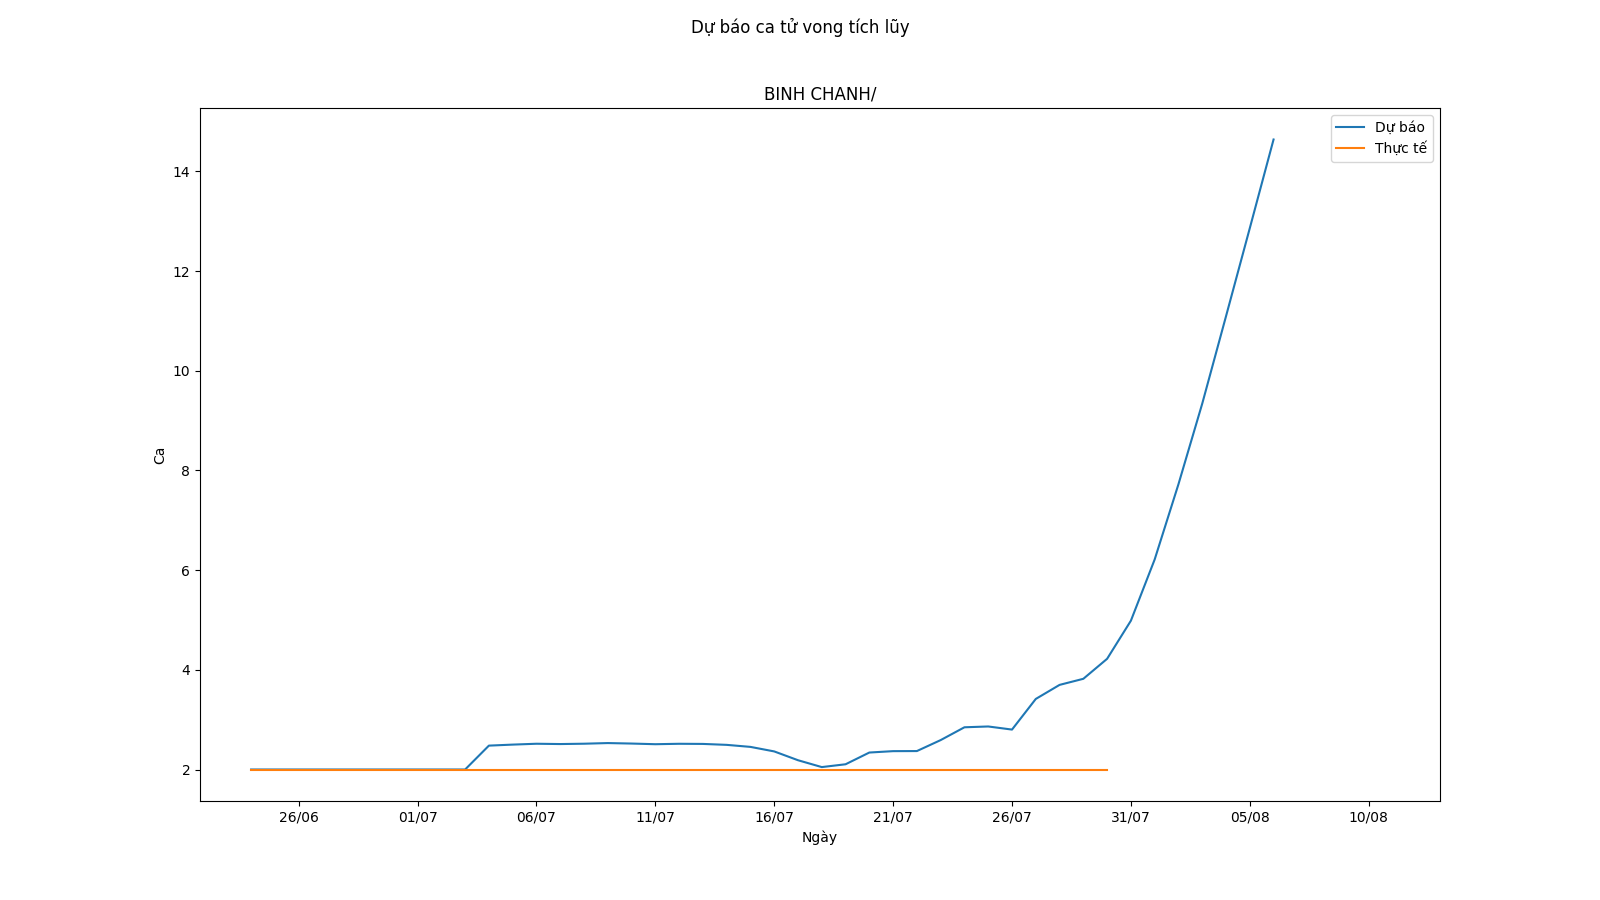 Dự báo ca tử vong tích lũy
BINH CHANH/
Dự báo
Thực tế
14
12
10
8
6
4
2
Ca
26/06 01/07 06/07 11/07 16/07 21/07 26/07 31/07 05/08 10/08
Ngày